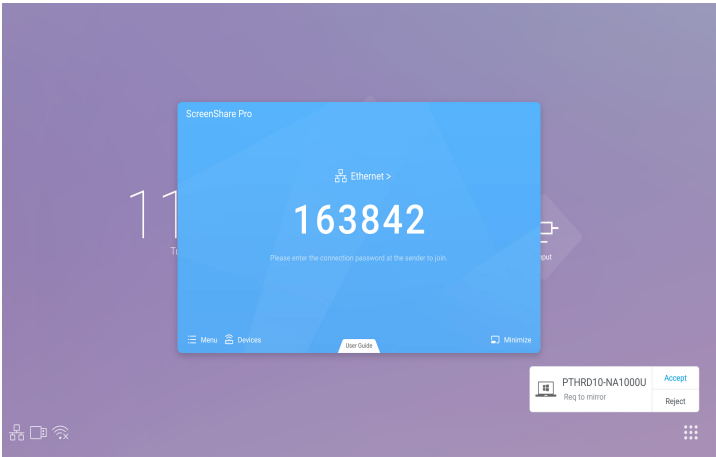 ScreenShare Pro
Ethernet >
11
163842
Please enter the connection password at the sender to join.
Menu
Devices
User Guide
Minimize
PTHRD10-NA1000U
Req to mirror
Accept
Reject